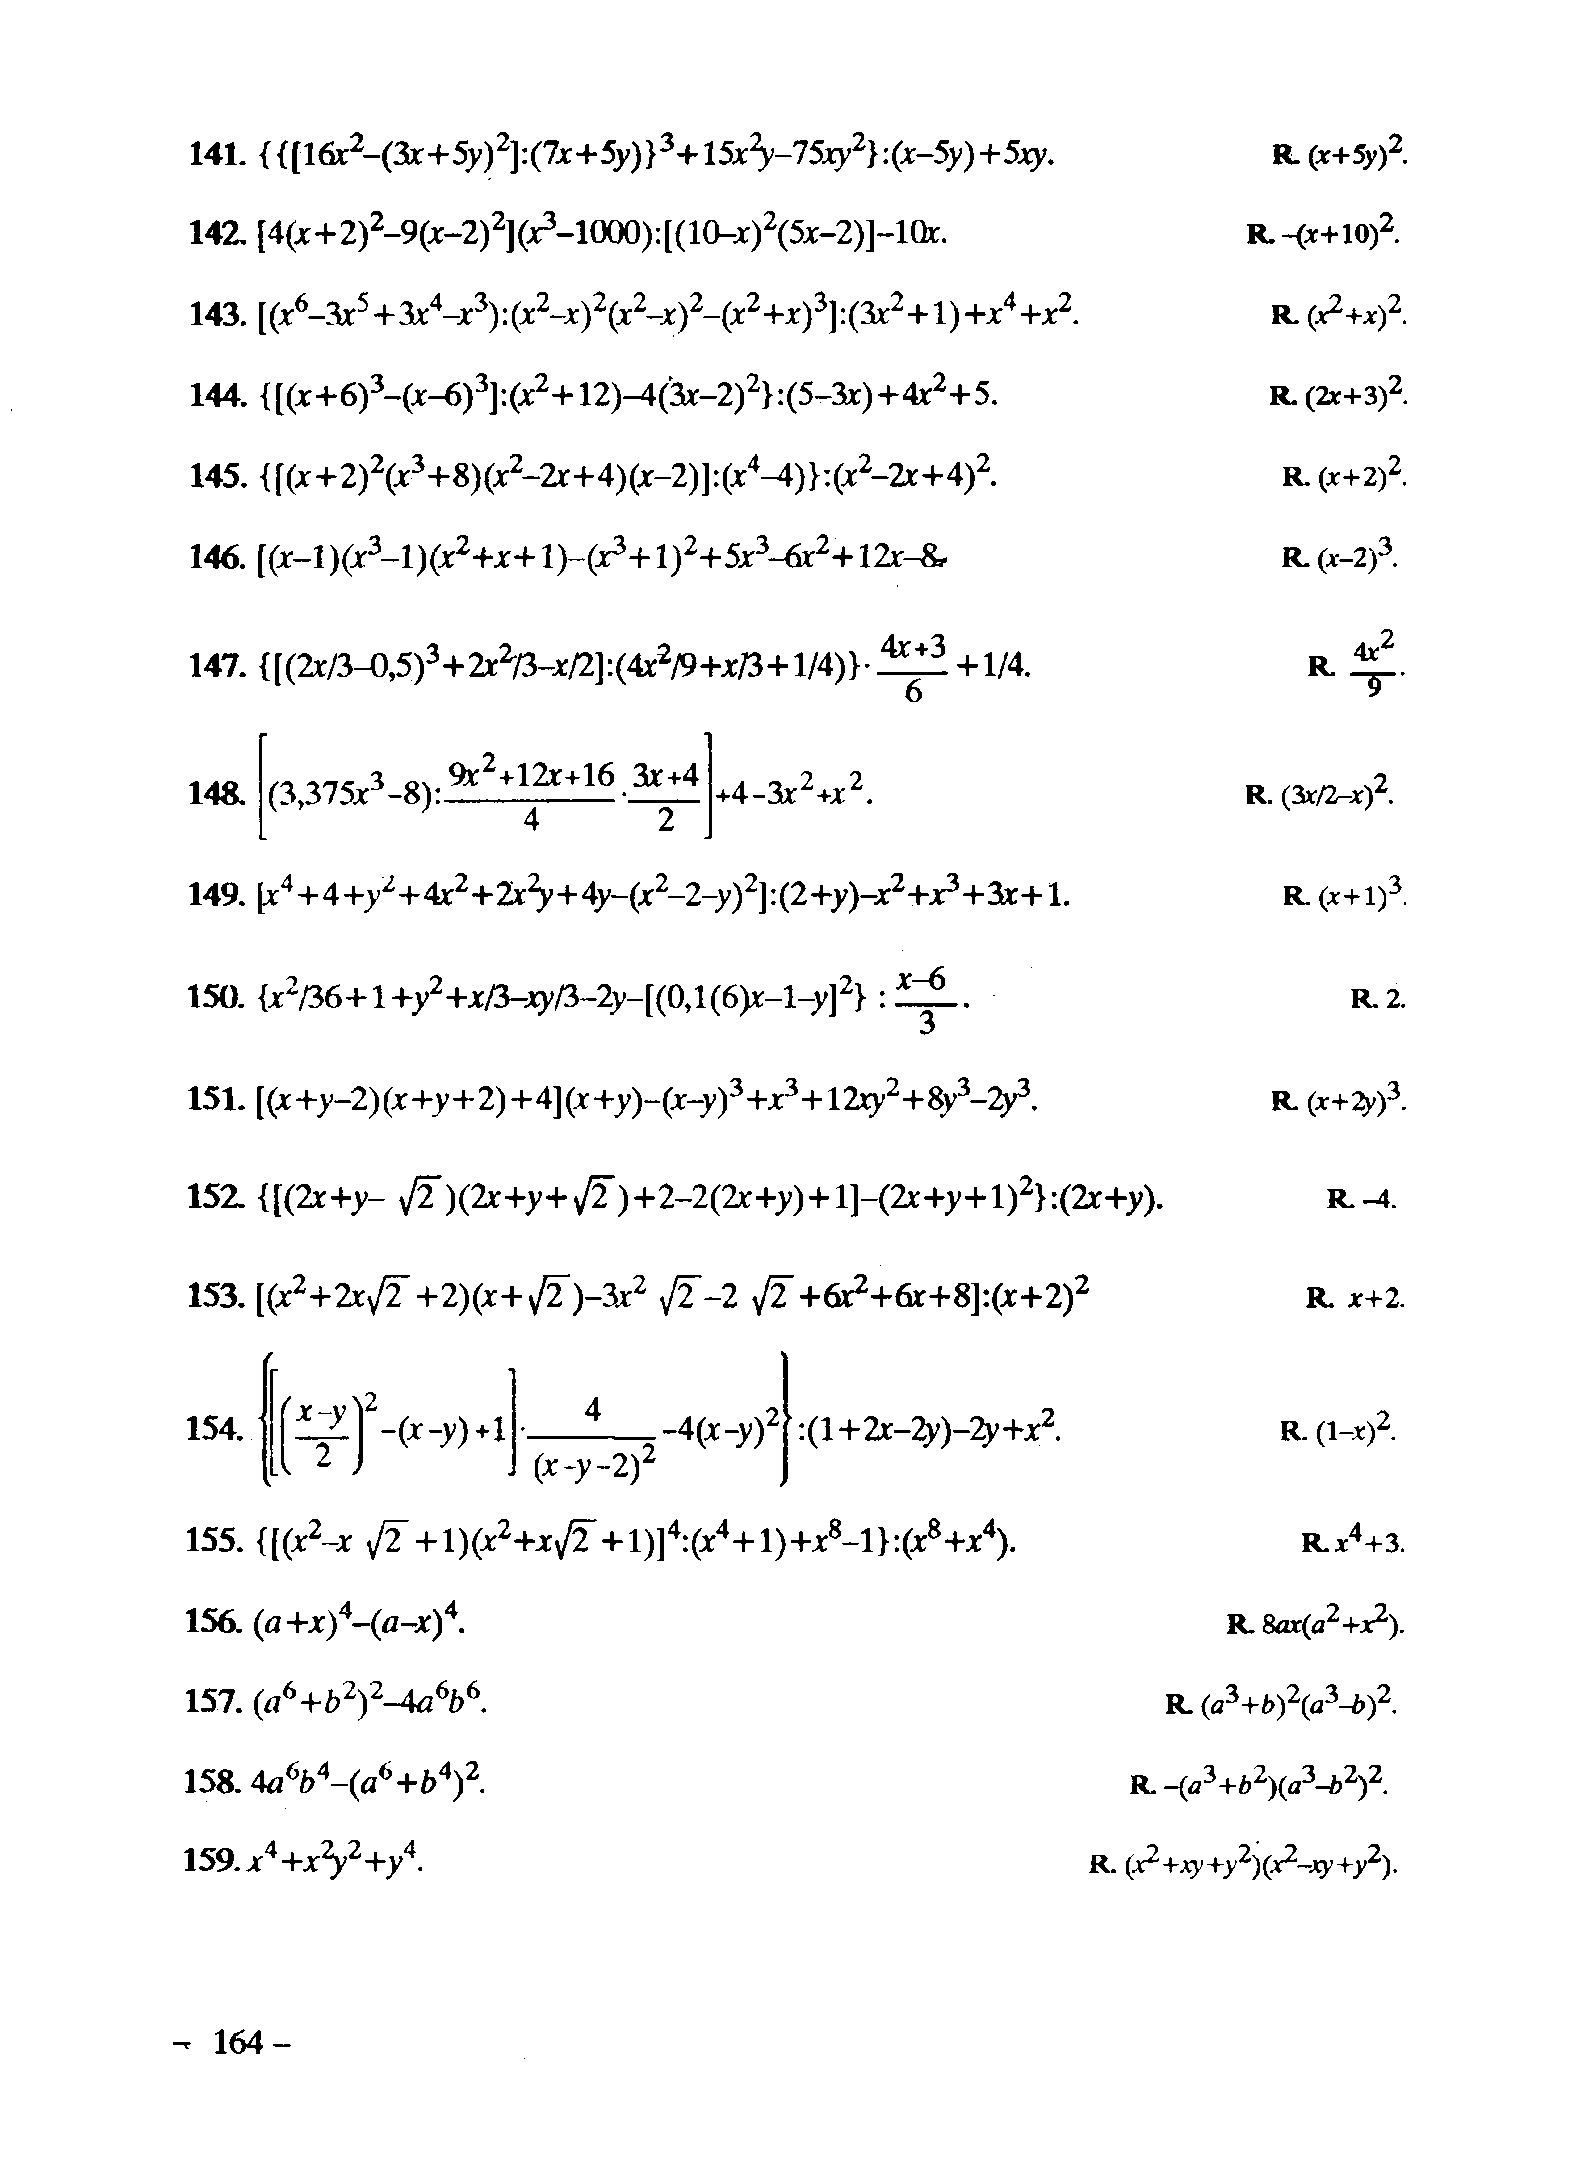 141. {{[16x²–(3x+5y)²]:(7x+5y)}³+15x²y–75xy²}:(x–5y)+5xy. R. (x+5y)².
142. [4(x+2)²–9(x–2)²](x³–1000):[(10–x)²(5x–2)]–10x. R. –(x+10)².
143. [(x⁶–3x⁵+3x⁴–x³):(x²–x)²(x²–x)²–(x²+x)³]:(3x²+1)+x⁴+x². R. (x²+x)².
144. {[(x+6)³–(x–6)³]:(x²+12)–4(3x–2)²}:(5–3x)+4x²+5. R. (2x+3)².
145. {[(x+2)²(x³+8)(x²–2x+4)(x–2)]:(x⁴–4)}:(x²–2x+4)². R. (x+2)².
146. [(x–1)(x³–1)(x²+x+1)–(x³+1)²+5x³–6x²+12x–8. R. (x–2)³.
147. {[(2x/3–0,5)³+2x²/3–x/2]:(4x²/9+x/3+1/4)}· (4x+3)/6 +1/4. R. 4x²/9.
148. [(3,375x³–8): (9x²+12x+16)/4 · (3x+4)/2]+4–3x²+x². R. (3x/2–x)².
149. [x⁴+4+y²+4x²+2x²y+4y–(x²–2–y)²]:(2+y)–x²+x³+3x+1. R. (x+1)³.
150. {x²/36+1+y²+x/3–xy/3–2y–[(0,1(6)x–1–y]²} : (x–6)/3. R. 2.
151. [(x+y–2)(x+y+2)+4](x+y)–(x–y)³+x³+12xy²+8y³–2y³. R. (x+2y)³.
152. {[(2x+y– √2 )(2x+y+√2 )+2–2(2x+y)+1]–(2x+y+1)²}:(2x+y). R. –4.
153. [(x²+2x√2 +2)(x+√2 )–3x² √2 –2 √2 +6x²+6x+8]:(x+2)² R. x+2.
154. {[((x–y)/2)²–(x–y)+1]· 4/(x–y–2)² –4(x–y)²}:(1+2x–2y)–2y+x². R. (1–x)².
155. {[(x²–x √2 +1)(x²+x√2 +1)]⁴:(x⁴+1)+x⁸–1}:(x⁸+x⁴). R. x⁴+3.
156. (a+x)⁴–(a–x)⁴. R. 8ax(a²+x²).
157. (a⁶+b²)²–4a⁶b⁶. R. (a³+b)²(a³–b)².
158. 4a⁶b⁴–(a⁶+b⁴)². R. –(a³+b²)(a³–b²)².
159. x⁴+x²y²+y⁴. R. (x²+xy+y²)(x²–xy+y²).
– 164 –